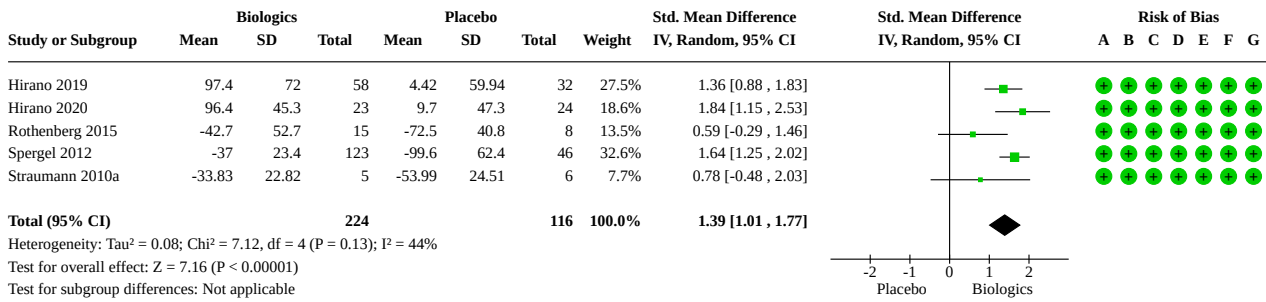 Biologics Placebo Std. Mean Difference Std. Mean Difference Risk of Bias
Study or Subgroup Mean SD Total Mean SD Total Weight IV, Random, 95% CI IV, Random, 95% CI A B C D E F G
Hirano 2019 97.4 72 58 4.42 59.94 32 27.5% 1.36 [0.88 , 1.83] + + + + + + +
Hirano 2020 96.4 45.3 23 9.7 47.3 24 18.6% 1.84 [1.15 , 2.53] + + + + + + +
Rothenberg 2015 -42.7 52.7 15 -72.5 40.8 8 13.5% 0.59 [-0.29 , 1.46] + + + + + + +
Spergel 2012 -37 23.4 123 -99.6 62.4 46 32.6% 1.64 [1.25 , 2.02] + + + + + + +
Straumann 2010a -33.83 22.82 5 -53.99 24.51 6 7.7% 0.78 [-0.48 , 2.03] + + + + + + +
Total (95% CI) 224 116 100.0% 1.39 [1.01 , 1.77]
Heterogeneity: Tau² = 0.08; Chi² = 7.12, df = 4 (P = 0.13); I² = 44%
Test for overall effect: Z = 7.16 (P < 0.00001) -2 -1 0 1 2
Test for subgroup differences: Not applicable Placebo Biologics